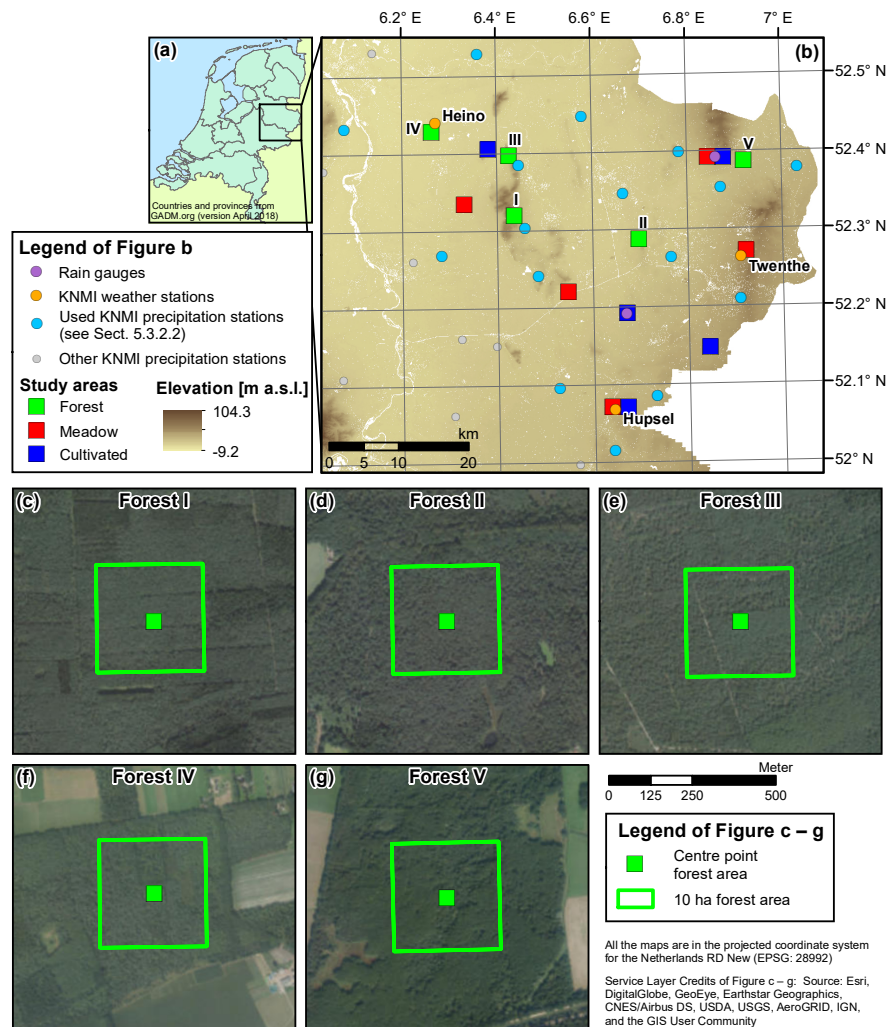 6.2° E 6.4° E 6.6° E 6.8° E 7° E
(a)
(b)
52.5° N
Heino
IV
III
V
52.4° N
I
II
52.3° N
Twenthe
52.2° N
52.1° N
Hupsel
52° N
km
0 5 10 20
Countries and provinces from
GADM.org (version April 2018)
Legend of Figure b
Rain gauges
KNMI weather stations
Used KNMI precipitation stations
(see Sect. 5.3.2.2)
Other KNMI precipitation stations
Study areas
Forest
Meadow
Cultivated
Elevation [m a.s.l.]
104.3
-9.2
(c) Forest I
(d) Forest II
(e) Forest III
(f) Forest IV
(g) Forest V
Meter
0 125 250 500
Legend of Figure c – g
Centre point
forest area
10 ha forest area
All the maps are in the projected coordinate system
for the Netherlands RD New (EPSG: 28992)
Service Layer Credits of Figure c – g: Source: Esri,
DigitalGlobe, GeoEye, Earthstar Geographics,
CNES/Airbus DS, USDA, USGS, AeroGRID, IGN,
and the GIS User Community